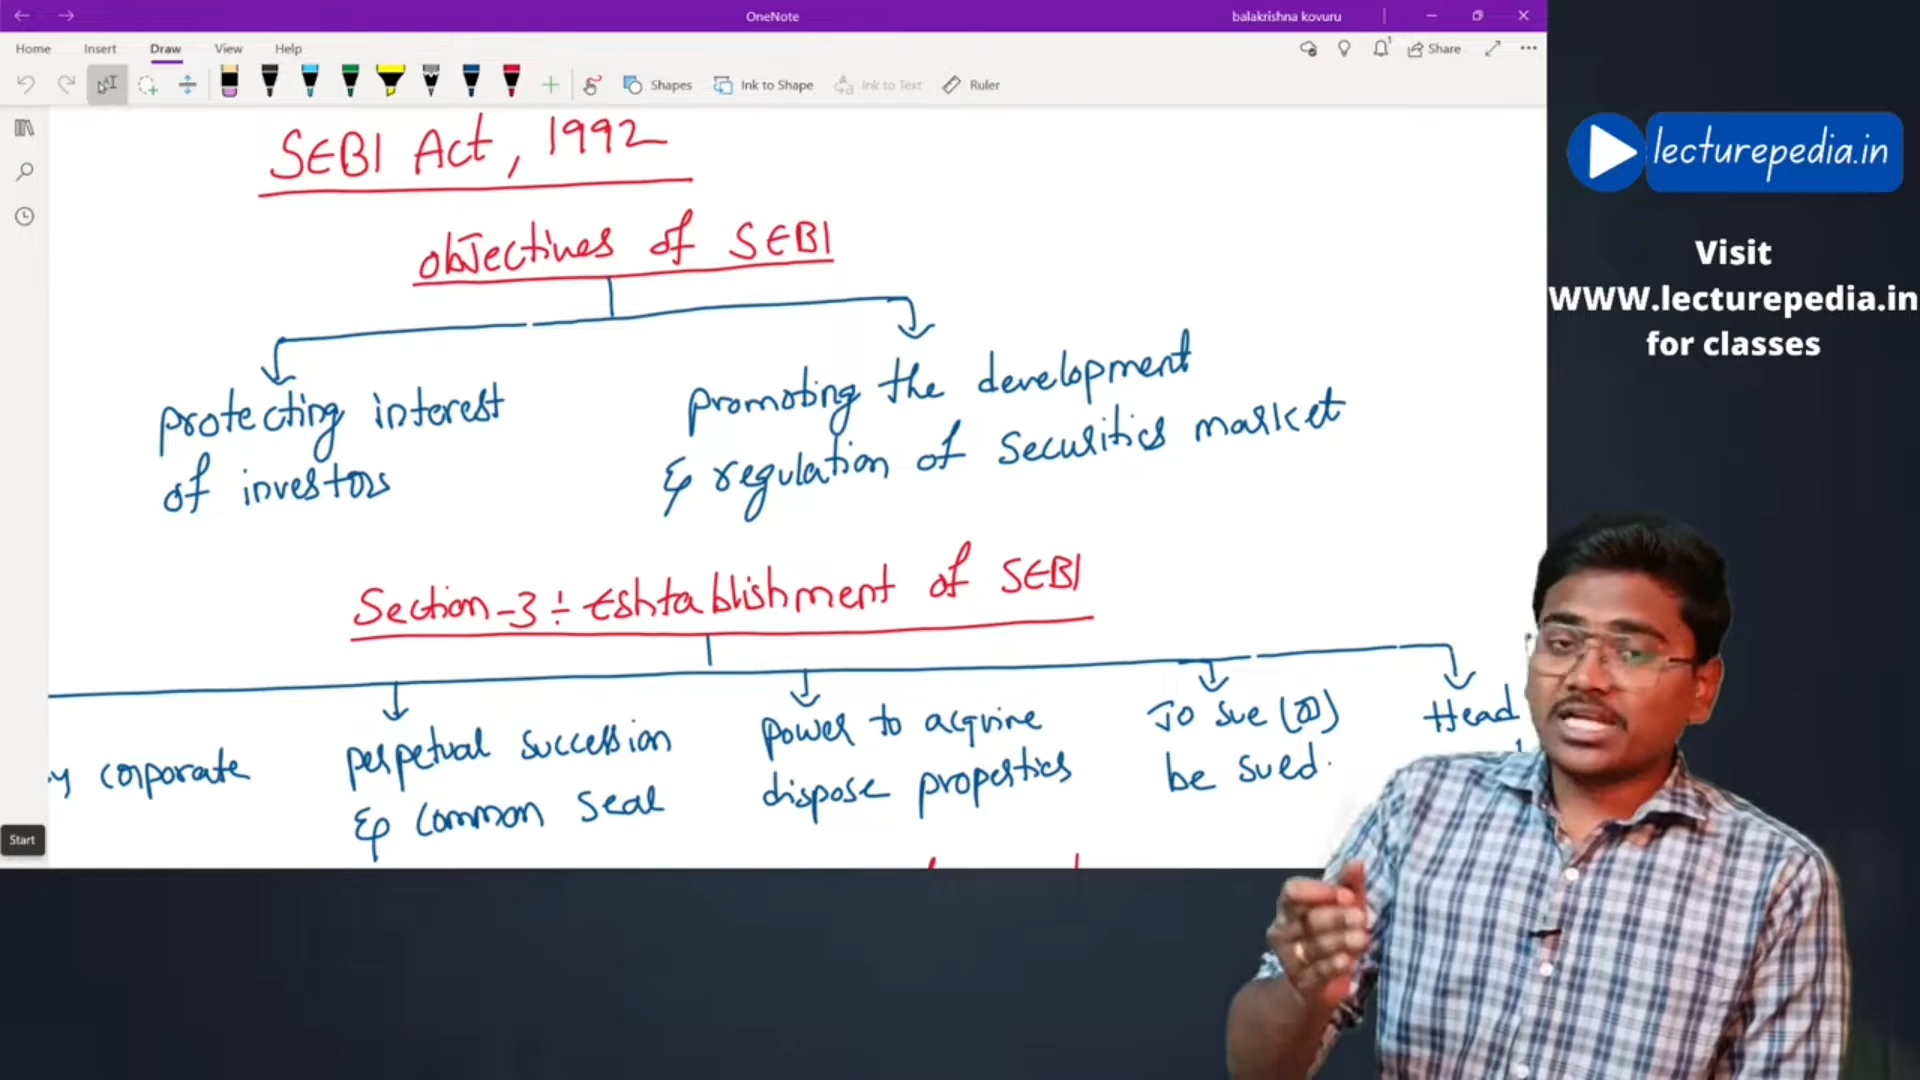 OneNote
balakrishna kovuru
Home Insert Draw View Help
1
Share
Shapes Ink to Shape Ink to Text Ruler
SEBI Act, 1992
objectives of SEBI
protecting interest
of investors
promoting the development
& regulation of securities market
Section-3 ÷ Eshtablishment of SEBI
y corporate
perpetual succession
& common seal
power to acquire
dispose properties
To sue (or)
be sued.
Head
Start
lecturepedia.in
Visit
WWW.lecturepedia.in
for classes